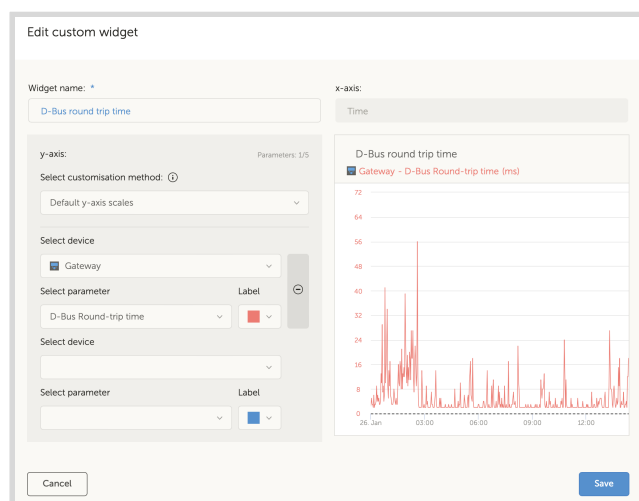 Edit custom widget
Widget name: *
x-axis:
D-Bus round trip time
Time
y-axis:
Parameters: 1/5
Select customisation method:
Default y-axis scales
Select device
Gateway
Select parameter
Label
D-Bus Round-trip time
Select device
Select parameter
Label
D-Bus round trip time
Gateway - D-Bus Round-trip time (ms)
72
64
56
48
40
32
24
16
8
0
26. Jan
03:00
06:00
09:00
12:00
Cancel
Save